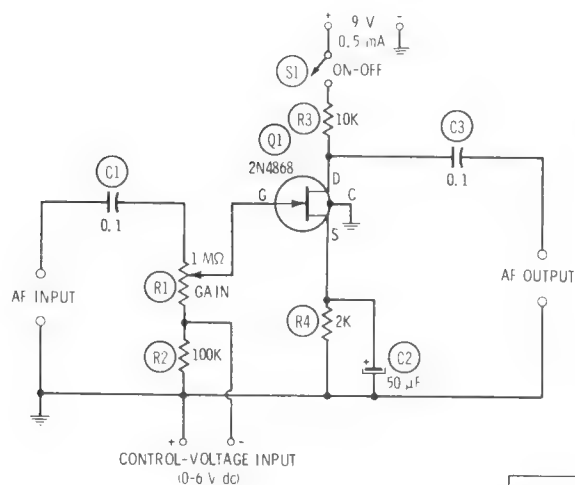 + 9 V -
0.5 mA
S1
ON-OFF
R3
10K
Q1
2N4868
C3
0.1
C1
0.1
D
G
C
S
1 MΩ
R1
GAIN
AF INPUT
AF OUTPUT
R4
2K
R2
100K
+
C2
50 µF
+ -
CONTROL-VOLTAGE INPUT
(0-6 V dc)